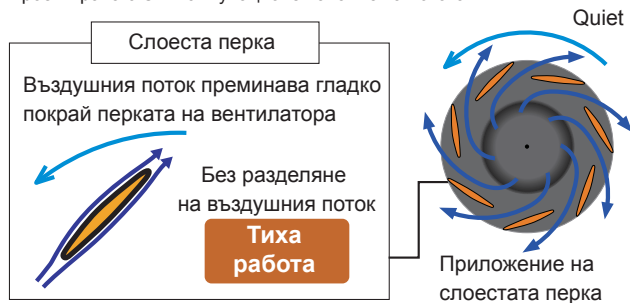 Quiet
Слоеста перка
Въздушния поток преминава гладко
покрай перката на вентилатора
Без разделяне
на въздушния поток
Тиха
работа
Приложение на
слоестата перка